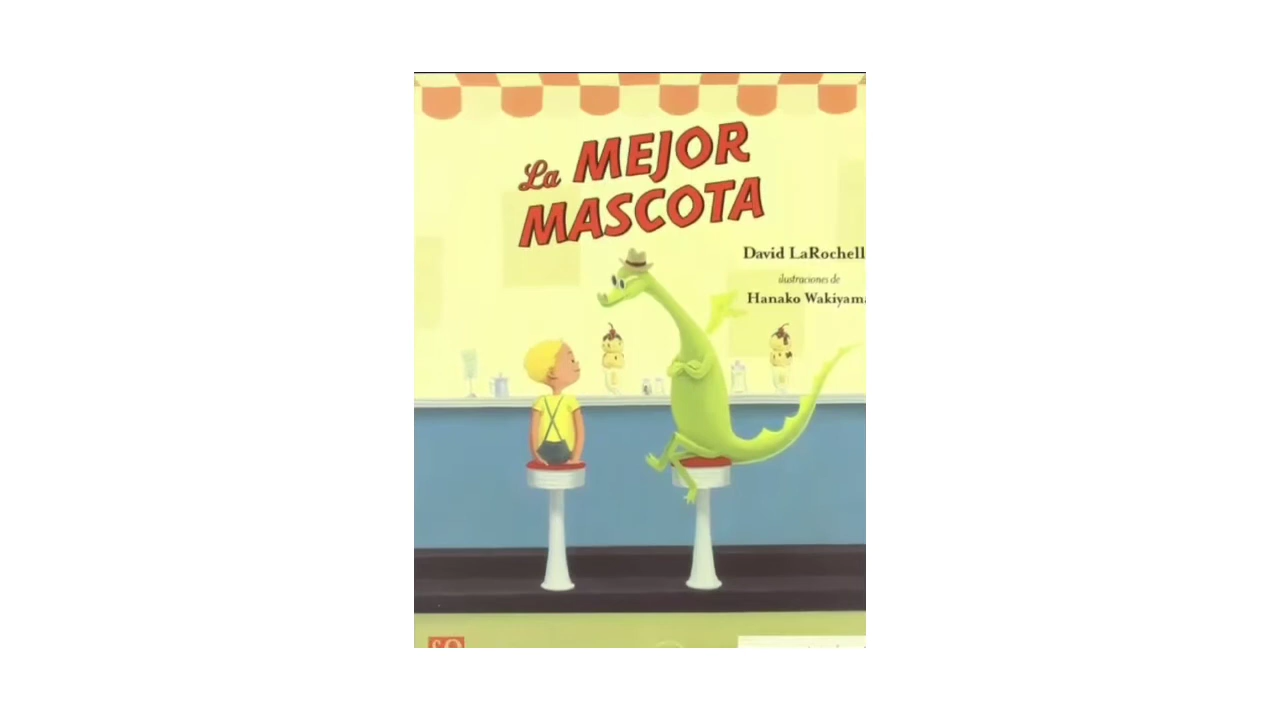 La MEJOR
MASCOTA
David LaRochell
ilustraciones de
Hanako Wakiyama